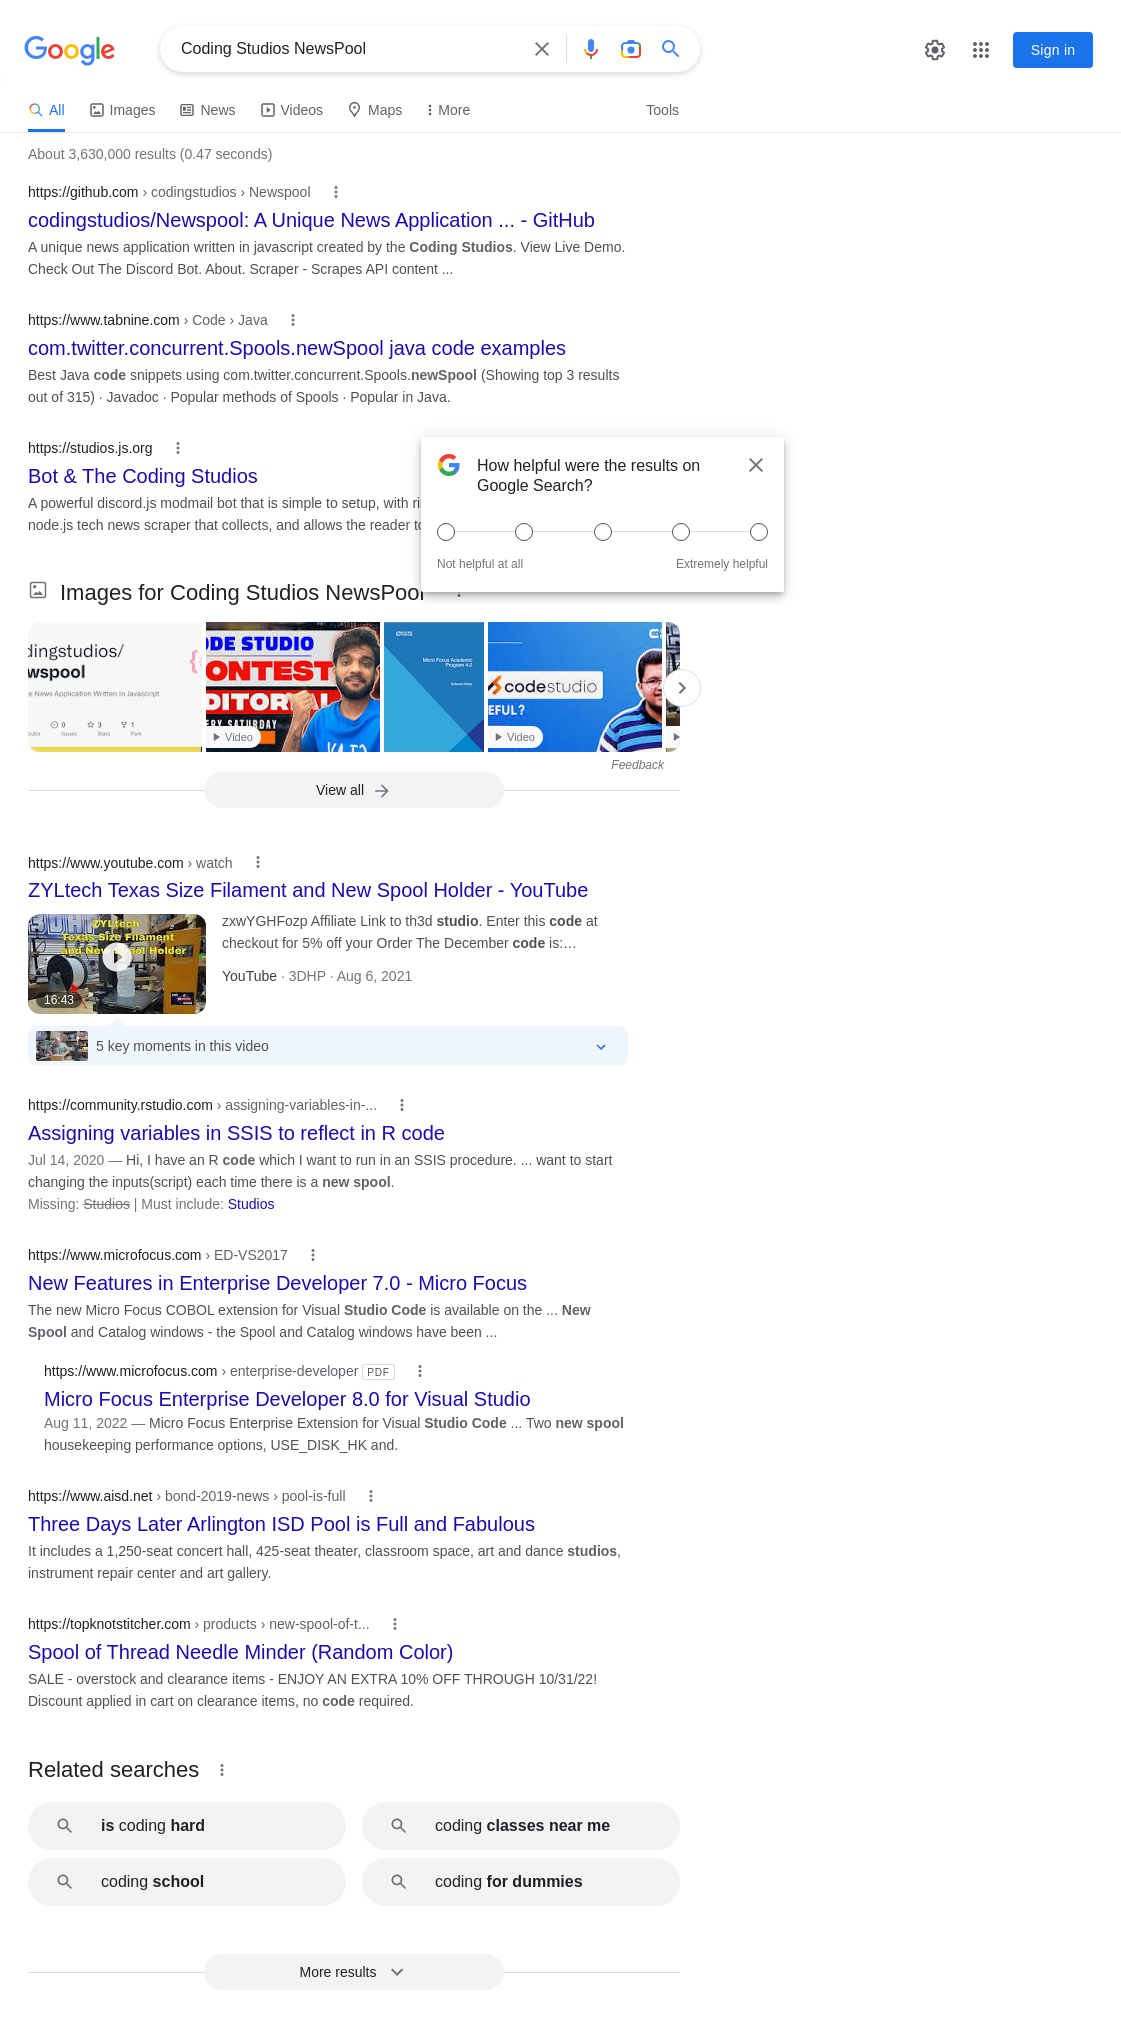 Google
Coding Studios NewsPool
Sign in
All
Images
News
Videos
Maps
More
Tools
About 3,630,000 results (0.47 seconds)
https://github.com › codingstudios › Newspool
codingstudios/Newspool: A Unique News Application ... - GitHub
A unique news application written in javascript created by the Coding Studios. View Live Demo.
Check Out The Discord Bot. About. Scraper - Scrapes API content ...
https://www.tabnine.com › Code › Java
com.twitter.concurrent.Spools.newSpool java code examples
Best Java code snippets using com.twitter.concurrent.Spools.newSpool (Showing top 3 results
out of 315) · Javadoc · Popular methods of Spools · Popular in Java.
https://studios.js.org
Bot & The Coding Studios
A powerful discord.js modmail bot that is simple to setup, with ri
node.js tech news scraper that collects, and allows the reader to
How helpful were the results on
Google Search?
Not helpful at all
Extremely helpful
Images for Coding Studios NewsPool
dingstudios/
wspool
e News Application Written In Javascript
0
3
1
Issues
Stars
Fork
ODE STUDIO
ONTEST
DITORIAL
ERY SATURDAY
Video
Micro Focus Academic
Program 4.0
codestudio
EFUL?
Video
Feedback
View all
https://www.youtube.com › watch
ZYLtech Texas Size Filament and New Spool Holder - YouTube
ZYLtech
Texas Size Filament
and New Spool Holder
16:43
zxwYGHFozp Affiliate Link to th3d studio. Enter this code at
checkout for 5% off your Order The December code is:…
YouTube · 3DHP · Aug 6, 2021
5 key moments in this video
https://community.rstudio.com › assigning-variables-in-...
Assigning variables in SSIS to reflect in R code
Jul 14, 2020 — Hi, I have an R code which I want to run in an SSIS procedure. ... want to start
changing the inputs(script) each time there is a new spool.
Missing: Studios | Must include: Studios
https://www.microfocus.com › ED-VS2017
New Features in Enterprise Developer 7.0 - Micro Focus
The new Micro Focus COBOL extension for Visual Studio Code is available on the ... New
Spool and Catalog windows - the Spool and Catalog windows have been ...
https://www.microfocus.com › enterprise-developer PDF
Micro Focus Enterprise Developer 8.0 for Visual Studio
Aug 11, 2022 — Micro Focus Enterprise Extension for Visual Studio Code ... Two new spool
housekeeping performance options, USE_DISK_HK and.
https://www.aisd.net › bond-2019-news › pool-is-full
Three Days Later Arlington ISD Pool is Full and Fabulous
It includes a 1,250-seat concert hall, 425-seat theater, classroom space, art and dance studios,
instrument repair center and art gallery.
https://topknotstitcher.com › products › new-spool-of-t...
Spool of Thread Needle Minder (Random Color)
SALE - overstock and clearance items - ENJOY AN EXTRA 10% OFF THROUGH 10/31/22!
Discount applied in cart on clearance items, no code required.
Related searches
is coding hard
coding classes near me
coding school
coding for dummies
More results